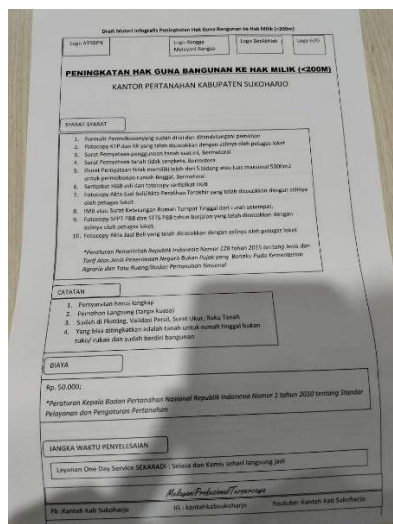 Draft Materi Infografis Peningkatan Hak Guna Bangunan ke Hak Milik (<200m)
Logo ATRBPN
Logo Bangga
Melayani Bangsa
Logo BerAkhlak
Logo G20
PENINGKATAN HAK GUNA BANGUNAN KE HAK MILIK (<200M)
KANTOR PERTANAHAN KABUPATEN SUKOHARJO
SYARAT-SYARAT
1. Formulir Permohonan yang sudah diisi dan ditandatangani pemohon
2. Fotocopy KTP dan KK yang telah dicocokkan dengan aslinya oleh petugas loket
3. Surat Pernyataan penggunaan tanah saat ini, Bermaterai
4. Surat Pernyataan tanah tidak sengketa, Bermaterai
5. Surat Pernyataan tidak memiliki lebih dari 5 bidang atau luas maksimal 5000m2
untuk permohonan rumah tinggal, Bermaterai
6. Sertipikat HGB asli dan fotocopy sertipikat HGB
7. Fotocopy Akta Jual Beli/Akta Peralihan Terakhir yang telah dicocokkan dengan aslinya
oleh petugas loket
8. IMB atau Surat Keterangan Rumah Tempat Tinggal dari Lurah setempat,
9. Fotocopy SPPT PBB dan STTS PBB tahun berjalan yang telah dicocokkan dengan
aslinya oleh petugas loket.
10. Fotocopy Akta Jual Beli yang telah dicocokkan dengan aslinya oleh petugas loket
*Peraturan Pemerintah Republik Indonesia Nomor 128 tahun 2015 tentang Jenis dan
Tarif Atas Jenis Penerimaan Negara Bukan Pajak yang Berlaku Pada Kementerian
Agraria dan Tata Ruang/Badan Pertanahan Nasional
CATATAN
1. Persyaratan harus lengkap
2. Pemohon Langsung (tanpa kuasa)
3. Sudah di Plotting, Validasi Persil, Surat Ukur, Buku Tanah
4. Yang bisa ditingkatkan adalah tanah untuk rumah tinggal bukan
ruko/ rukan dan sudah berdiri bangunan
BIAYA
Rp. 50.000;
*Peraturan Kepala Badan Pertanahan Nasional Republik Indonesia Nomor 1 tahun 2010 tentang Standar
Pelayanan dan Pengaturan Pertanahan
JANGKA WAKTU PENYELESAIAN
Layanan One Day Service SEKARADI : Selasa dan Kamis sehari langsung jadi
MelayaniProfesionalTerpercaya
Fb :Kantah Kab Sukoharjo
IG : kantahkabsukoharjo
Youtube: Kantah Kab Sukoharjo